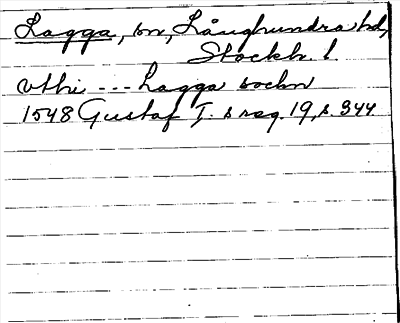 Lagga, sn, Långhundra hd,
Stockh. l.
vthi --- Lagga sochn
1548 Gustaf I:s reg. 19, s. 344